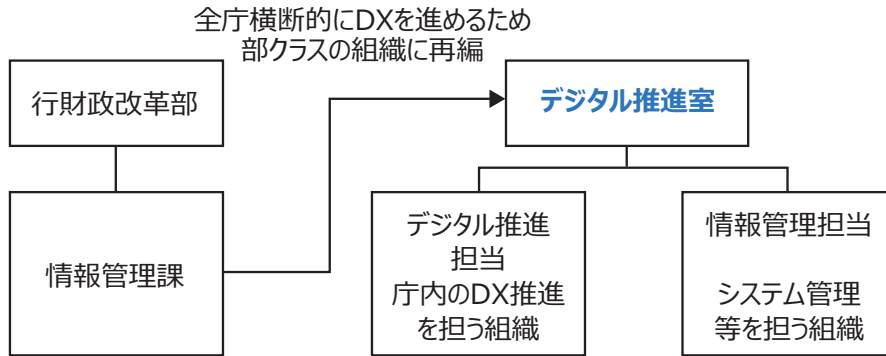 全庁横断的にDXを進めるため
部クラスの組織に再編
行財政改革部
デジタル推進室
情報管理課
デジタル推進
担当
庁内のDX推進
を担う組織
情報管理担当
システム管理
等を担う組織